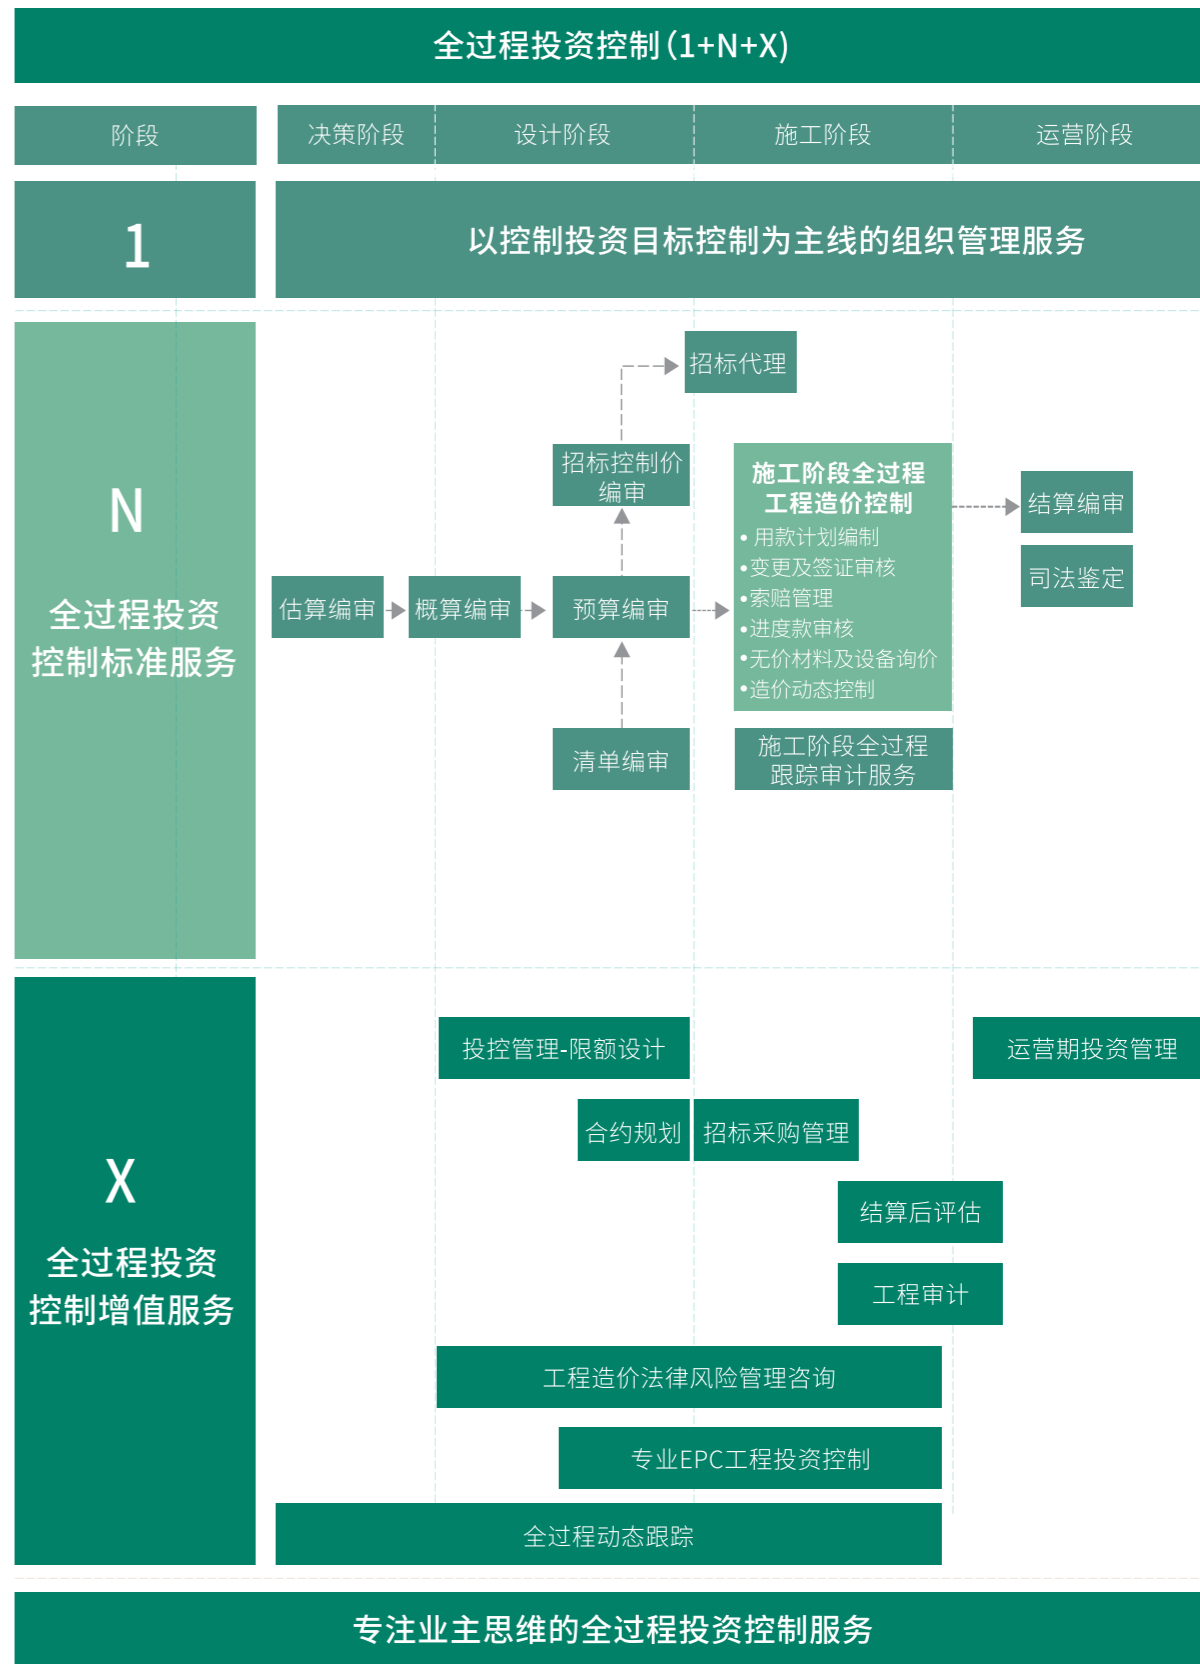 全过程投资控制(1+N+X)
阶段
决策阶段
设计阶段
施工阶段
运营阶段
1
以控制投资目标控制为主线的组织管理服务
N
全过程投资
控制标准服务
招标代理
招标控制价
编审
施工阶段全过程
工程造价控制
•用款计划编制
•变更及签证审核
•索赔管理
•进度款审核
•无价材料及设备询价
•造价动态控制
结算编审
司法鉴定
估算编审
概算编审
预算编审
清单编审
施工阶段全过程
跟踪审计服务
X
全过程投资
控制增值服务
投控管理-限额设计
运营期投资管理
合约规划
招标采购管理
结算后评估
工程审计
工程造价法律风险管理咨询
专业EPC工程投资控制
全过程动态跟踪
专注业主思维的全过程投资控制服务